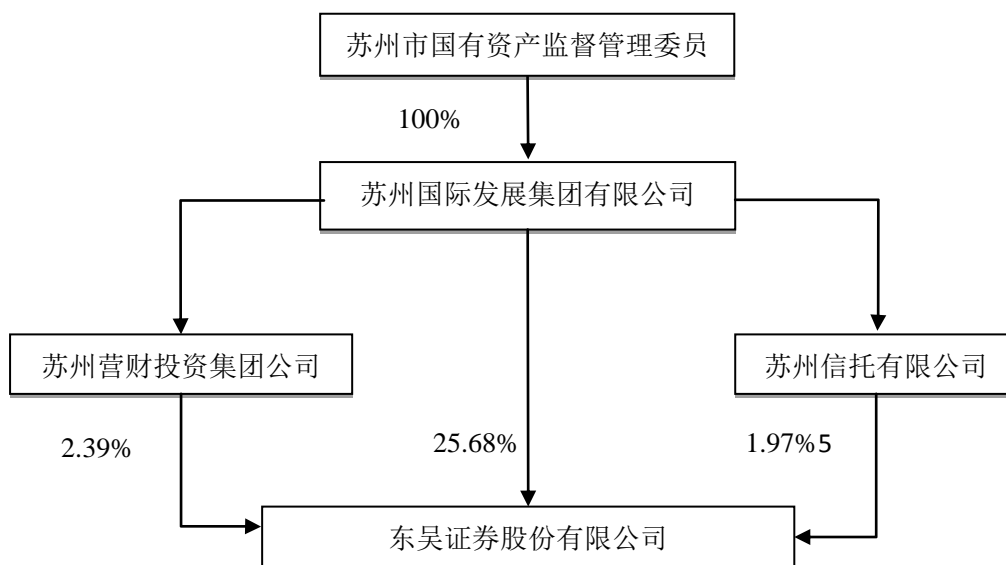 苏州市国有资产监督管理委员
100%
苏州国际发展集团有限公司
苏州营财投资集团公司
苏州信托有限公司
2.39%
25.68%
1.97%5
东吴证券股份有限公司